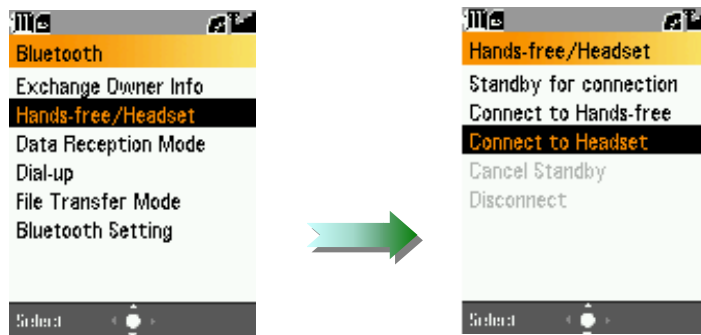 Bluetooth
Exchange Owner Info
Hands-free/Headset
Data Reception Mode
Dial-up
File Transfer Mode
Bluetooth Setting
Select
Hands-free/Headset
Standby for connection
Connect to Hands-free
Connect to Headset
Cancel Standby
Disconnect
Select